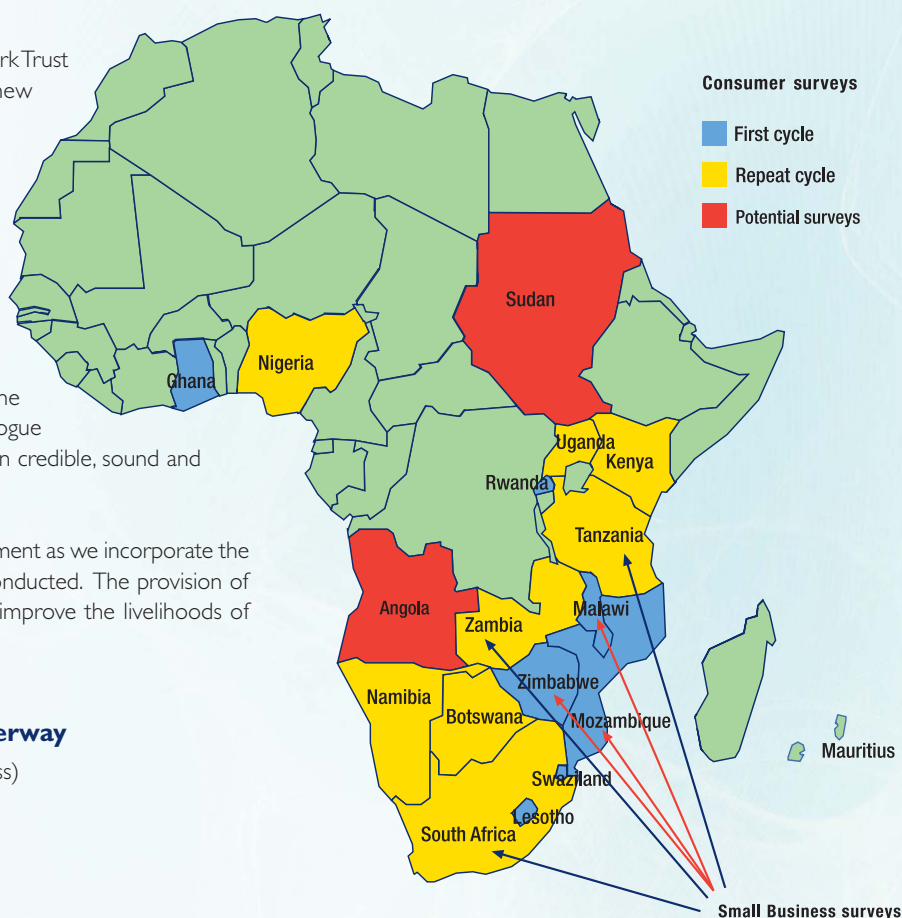 rk Trust
new
ne
ogue
n credible, sound and
ment as we incorporate the
onducted. The provision of
improve the livelihoods of
erway
ss)
Consumer surveys
First cycle
Repeat cycle
Potential surveys
Sudan
Nigeria
Ghana
Uganda
Kenya
Rwanda
Tanzania
Angola
Malawi
Zambia
Zimbabwe
Namibia
Botswana
Mozambique
Mauritius
Swaziland
Lesotho
South Africa
Small Business surveys